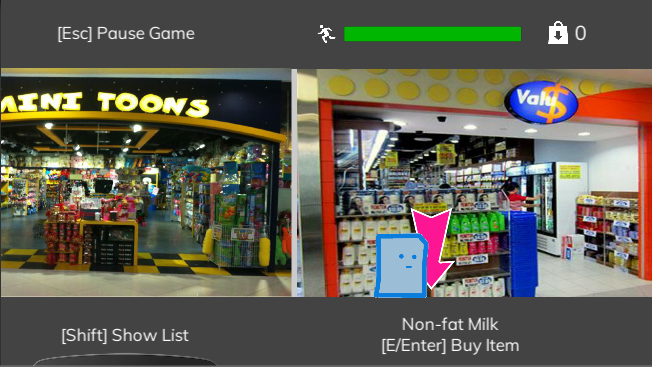 [Esc] Pause Game
0
MINI TOONS
Valu$
[Shift] Show List
Non-fat Milk
[E/Enter] Buy Item